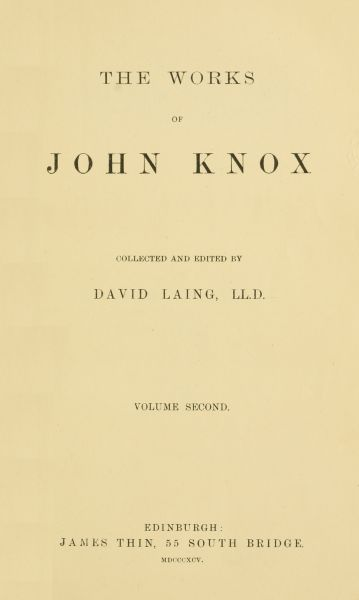 THE WORKS
OF
JOHN KNOX
COLLECTED AND EDITED BY
DAVID LAING, LL.D.
VOLUME SECOND.
EDINBURGH:
JAMES THIN, 55 SOUTH BRIDGE.
MDCCCXCV.